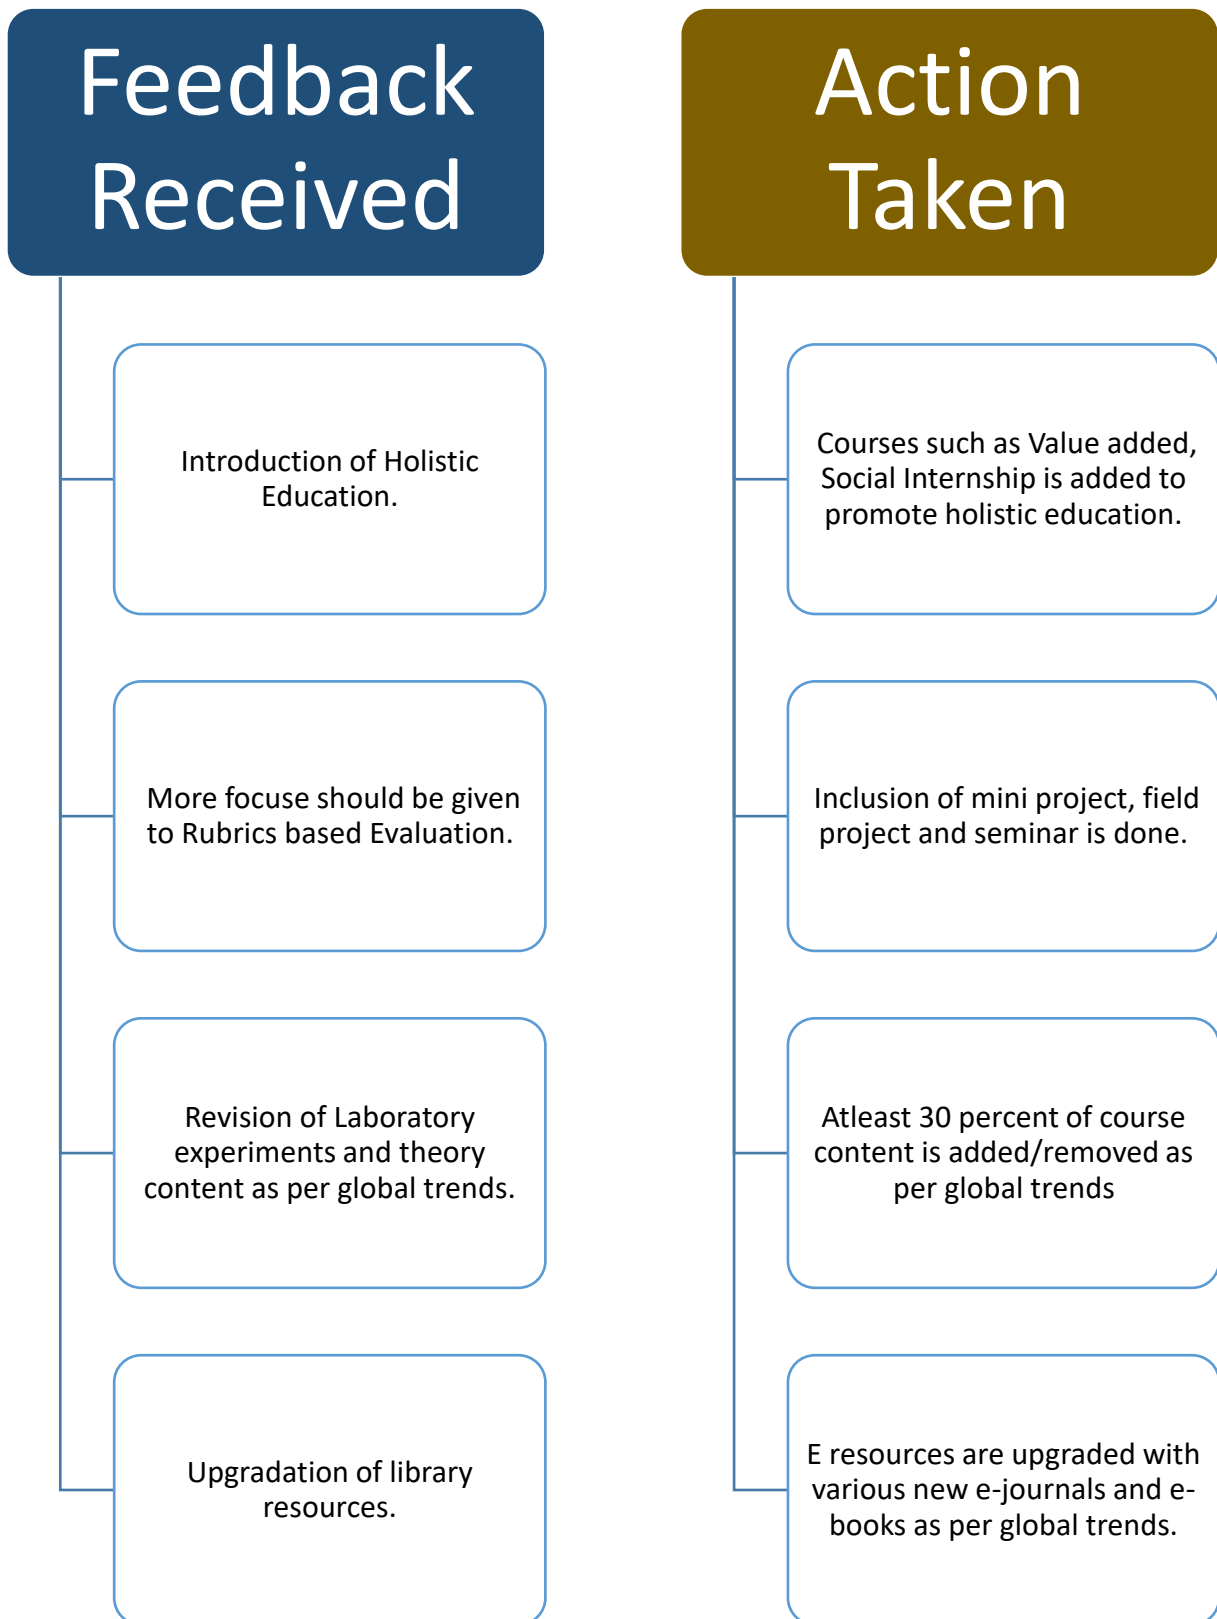 Feedback
Received
Introduction of Holistic
Education.
More focuse should be given
to Rubrics based Evaluation.
Revision of Laboratory
experiments and theory
content as per global trends.
Upgradation of library
resources.
Action
Taken
Courses such as Value added,
Social Internship is added to
promote holistic education.
Inclusion of mini project, field
project and seminar is done.
Atleast 30 percent of course
content is added/removed as
per global trends
E resources are upgraded with
various new e-journals and e-
books as per global trends.